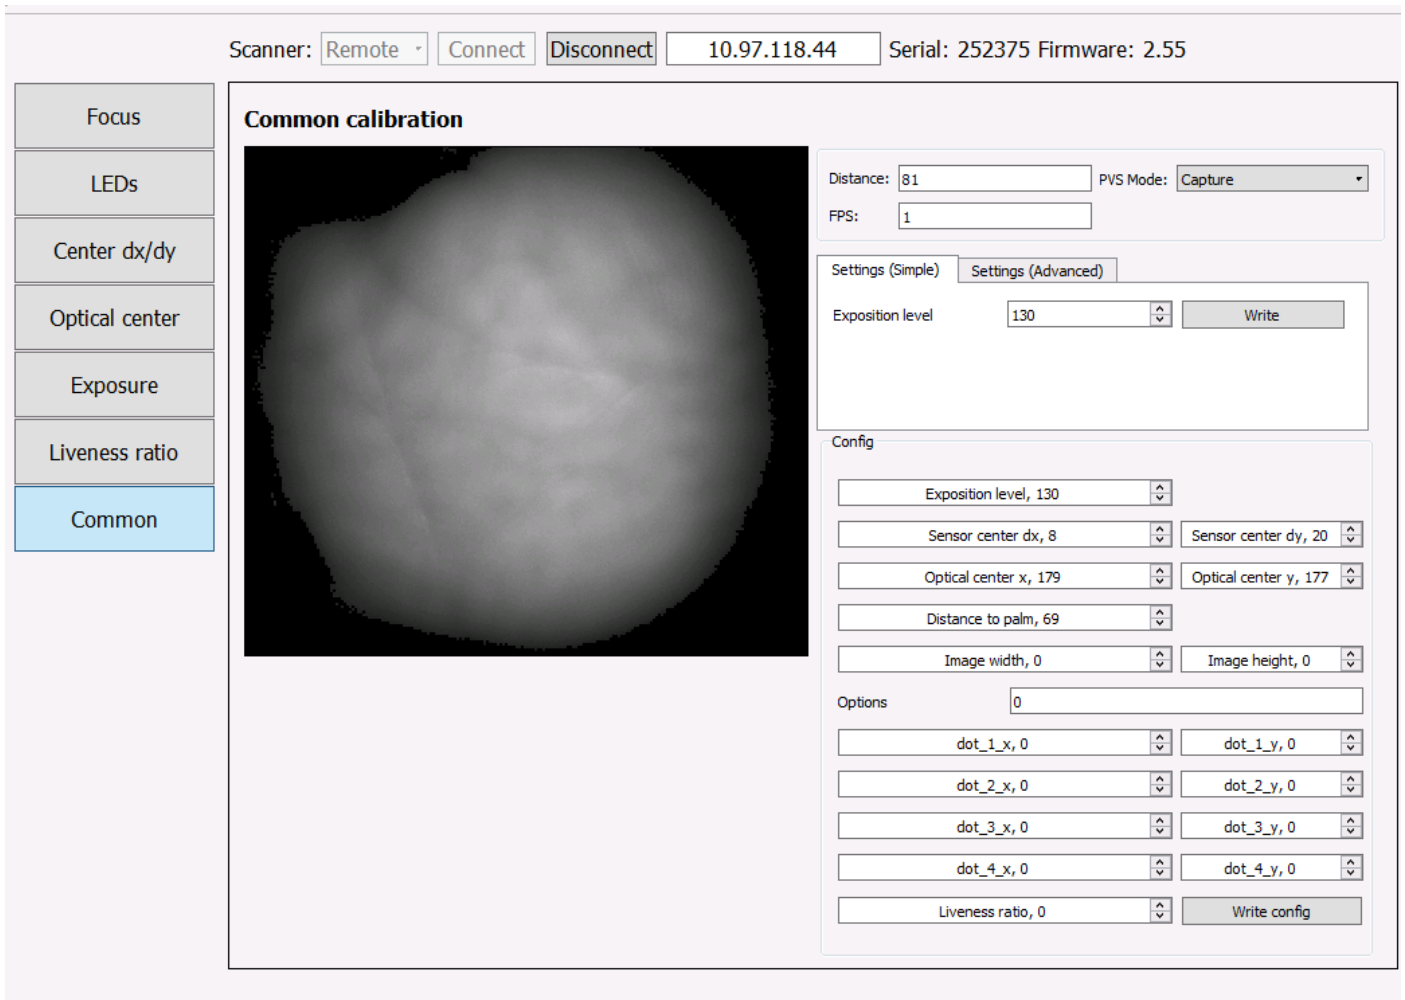 Scanner: Remote Connect Disconnect 10.97.118.44 Serial: 252375 Firmware: 2.55
Focus
LEDs
Center dx/dy
Optical center
Exposure
Liveness ratio
Common
Common calibration
Distance: 81 PVS Mode: Capture
FPS: 1
Settings (Simple) Settings (Advanced)
Exposition level 130 Write
Config
Exposition level, 130
Sensor center dx, 8 Sensor center dy, 20
Optical center x, 179 Optical center y, 177
Distance to palm, 69
Image width, 0 Image height, 0
Options 0
dot_1_x, 0 dot_1_y, 0
dot_2_x, 0 dot_2_y, 0
dot_3_x, 0 dot_3_y, 0
dot_4_x, 0 dot_4_y, 0
Liveness ratio, 0 Write config